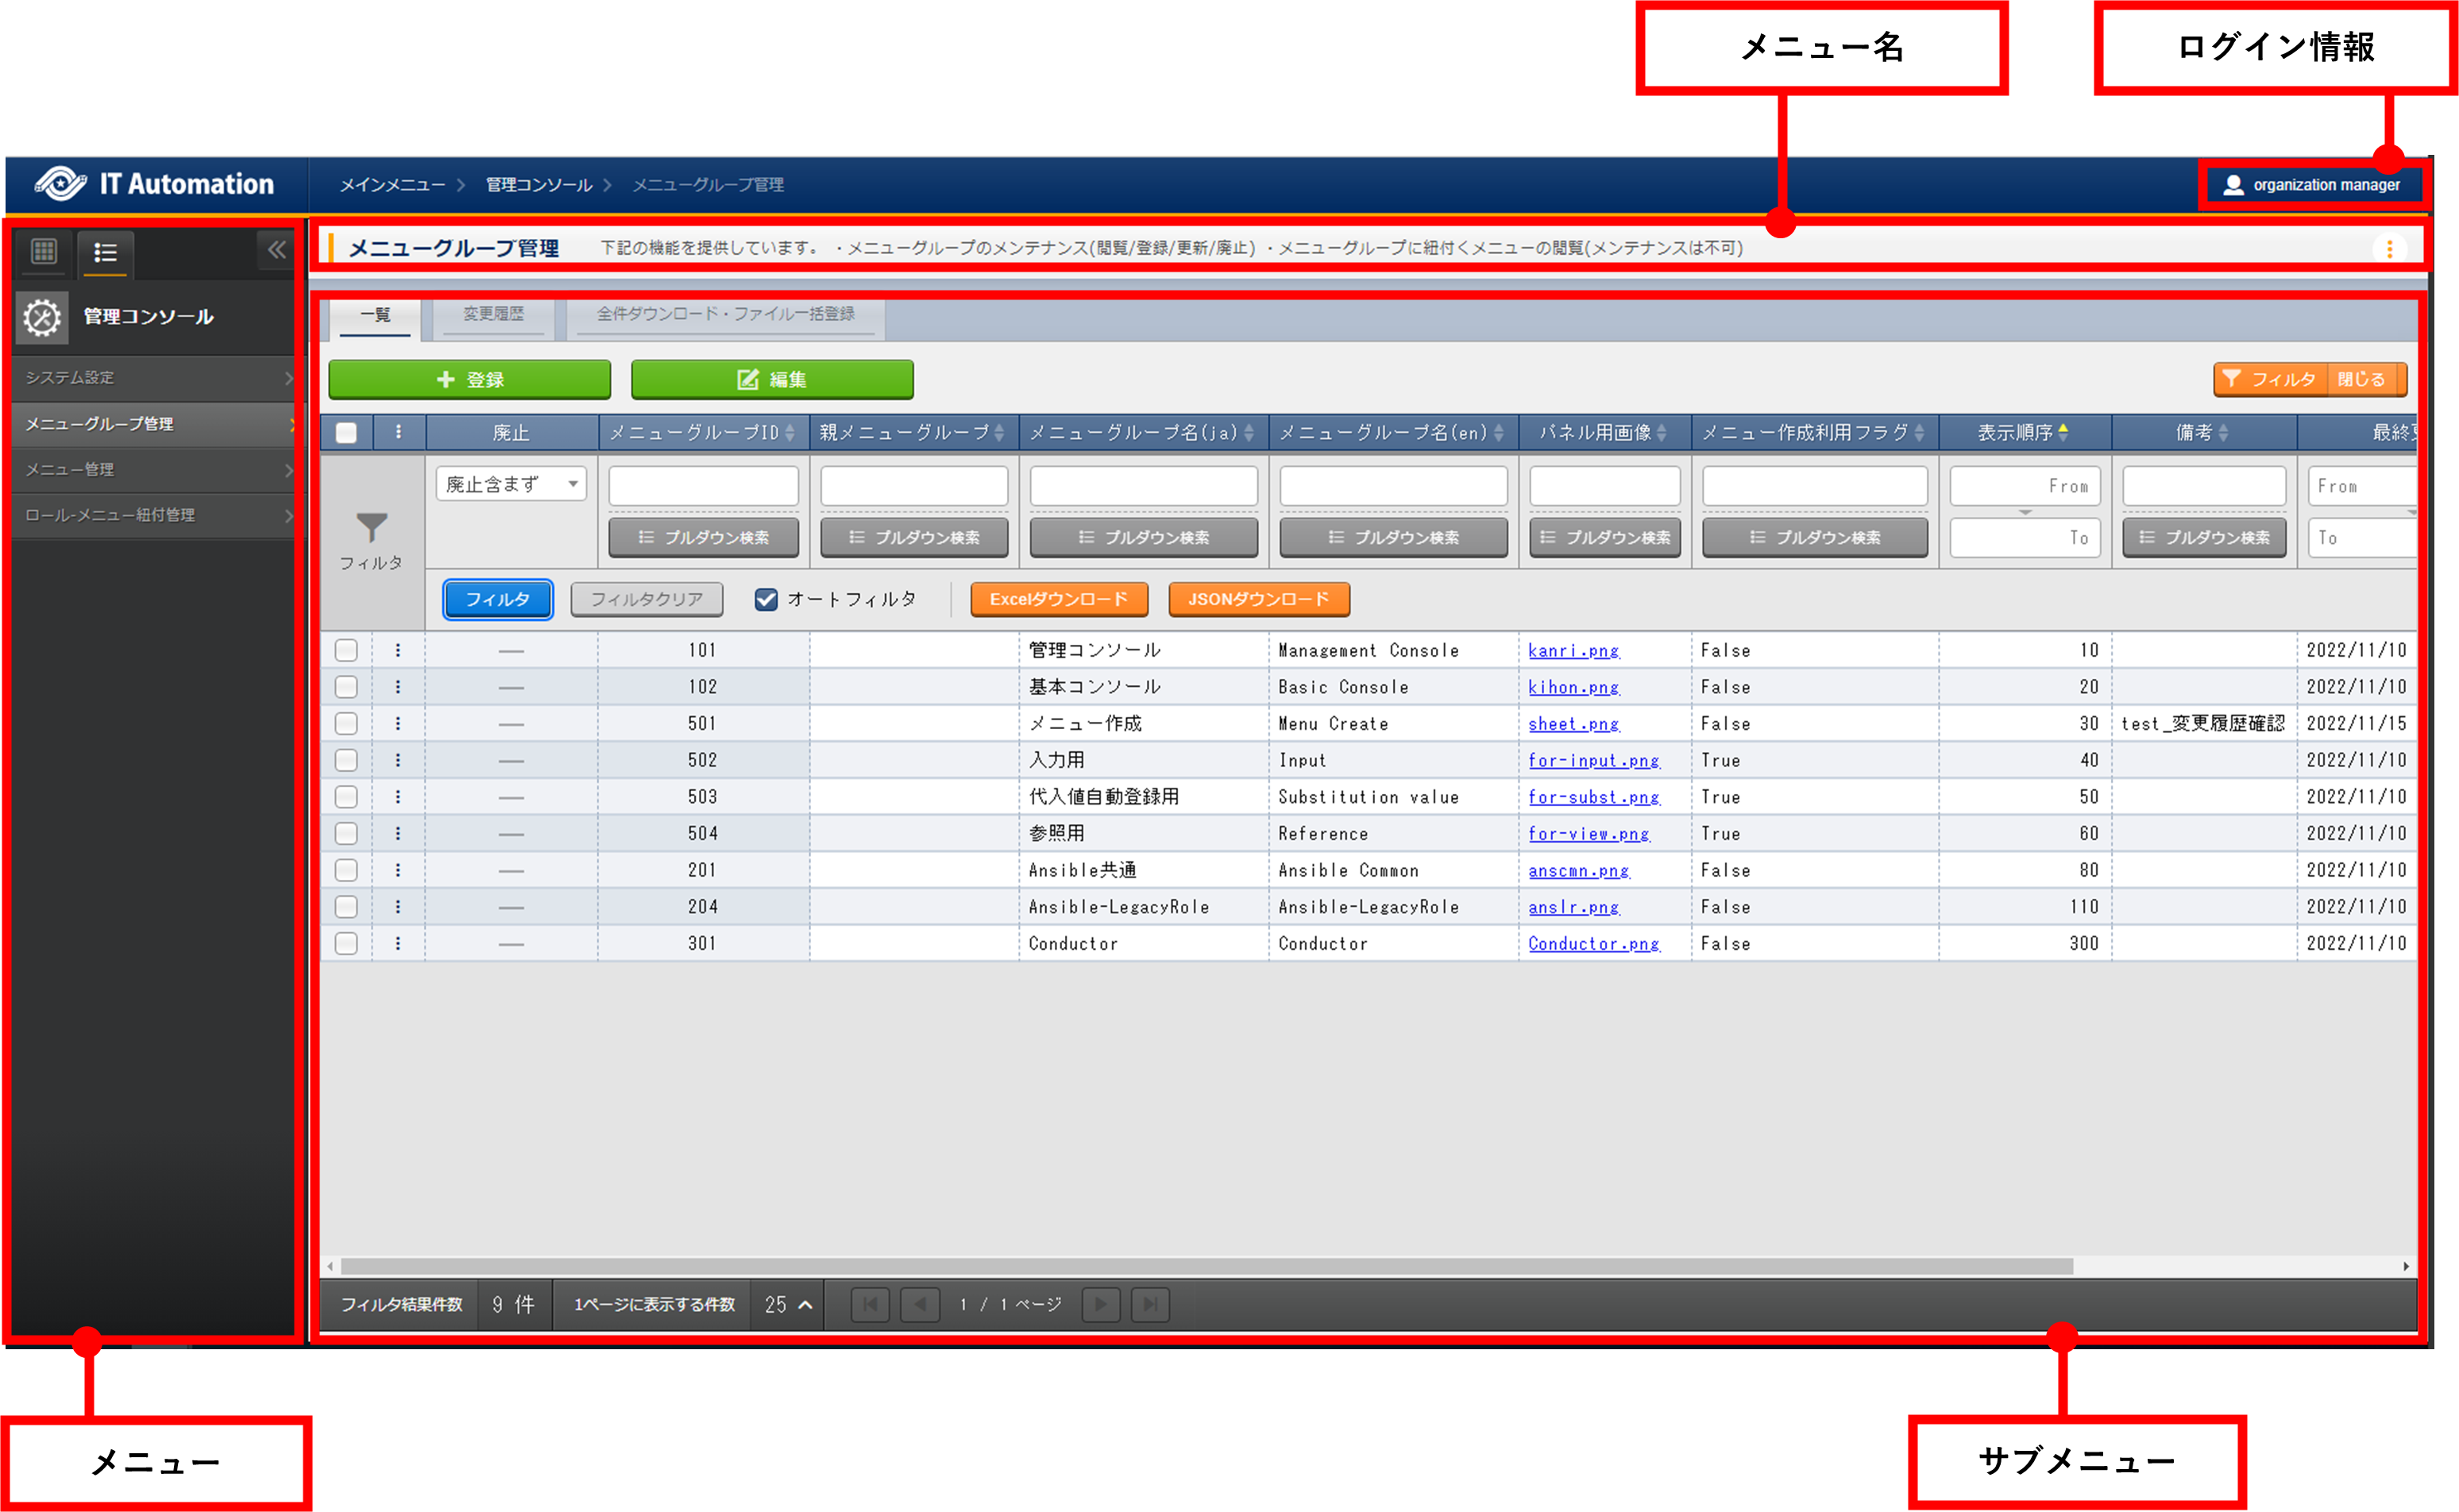 メニュー名
ログイン情報
IT Automation
メインメニュー > 管理コンソール > メニューグループ管理
organization manager
メニューグループ管理 下記の機能を提供しています。 ・メニューグループのメンテナンス(閲覧/登録/更新/廃止) ・メニューグループに紐付くメニューの閲覧(メンテナンスは不可)
管理コンソール
システム設定
メニューグループ管理
メニュー管理
ロール-メニュー紐付管理
一覧 変更履歴 全件ダウンロード・ファイル一括登録
登録 編集 フィルタ 閉じる
廃止 メニューグループID 親メニューグループ メニューグループ名(ja) メニューグループ名(en) パネル用画像 メニュー作成利用フラグ 表示順序 備考 最終
廃止含まず From From
フィルタ プルダウン検索 プルダウン検索 プルダウン検索 プルダウン検索 プルダウン検索 プルダウン検索 To プルダウン検索 To
フィルタ フィルタクリア オートフィルタ Excelダウンロード JSONダウンロード
— 101 管理コンソール Management Console kanri.png False 10 2022/11/10
— 102 基本コンソール Basic Console kihon.png False 20 2022/11/10
— 501 メニュー作成 Menu Create sheet.png False 30 test_変更履歴確認 2022/11/15
— 502 入力用 Input for-input.png True 40 2022/11/10
— 503 代入値自動登録用 Substitution value for-subst.png True 50 2022/11/10
— 504 参照用 Reference for-view.png True 60 2022/11/10
— 201 Ansible共通 Ansible Common anscmn.png False 80 2022/11/10
— 204 Ansible-LegacyRole Ansible-LegacyRole anslr.png False 110 2022/11/10
— 301 Conductor Conductor Conductor.png False 300 2022/11/10
フィルタ結果件数 9 件 1ページに表示する件数 25 1 / 1 ページ
メニュー
サブメニュー